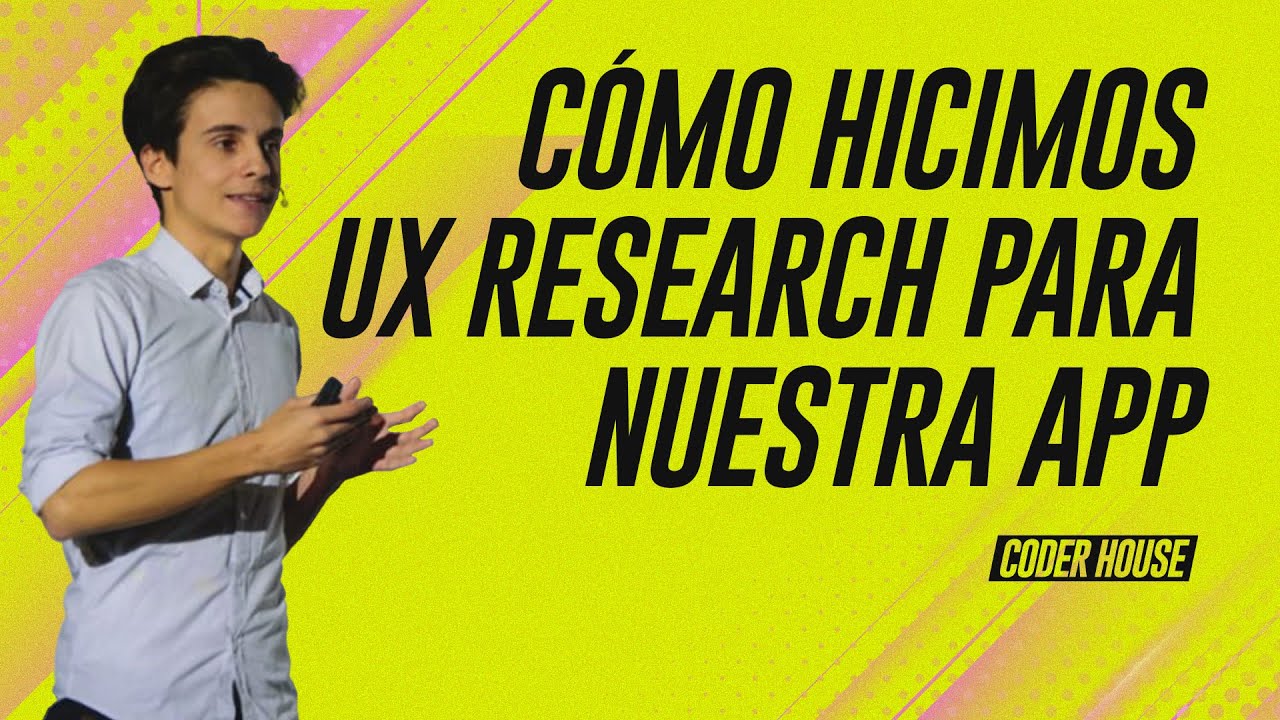 CÓMO HICIMOS
UX RESEARCH PARA
NUESTRA APP
CODER HOUSE